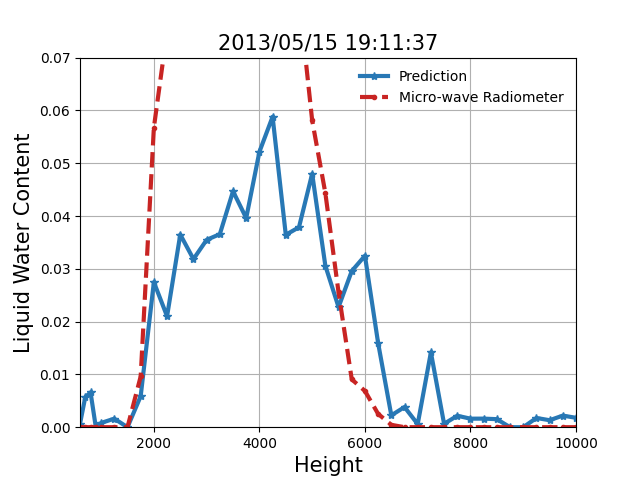 2013/05/15 19:11:37
Prediction
Micro-wave Radiometer
Liquid Water Content
0.07
0.06
0.05
0.04
0.03
0.02
0.01
0.00
2000 4000 6000 8000 10000
Height